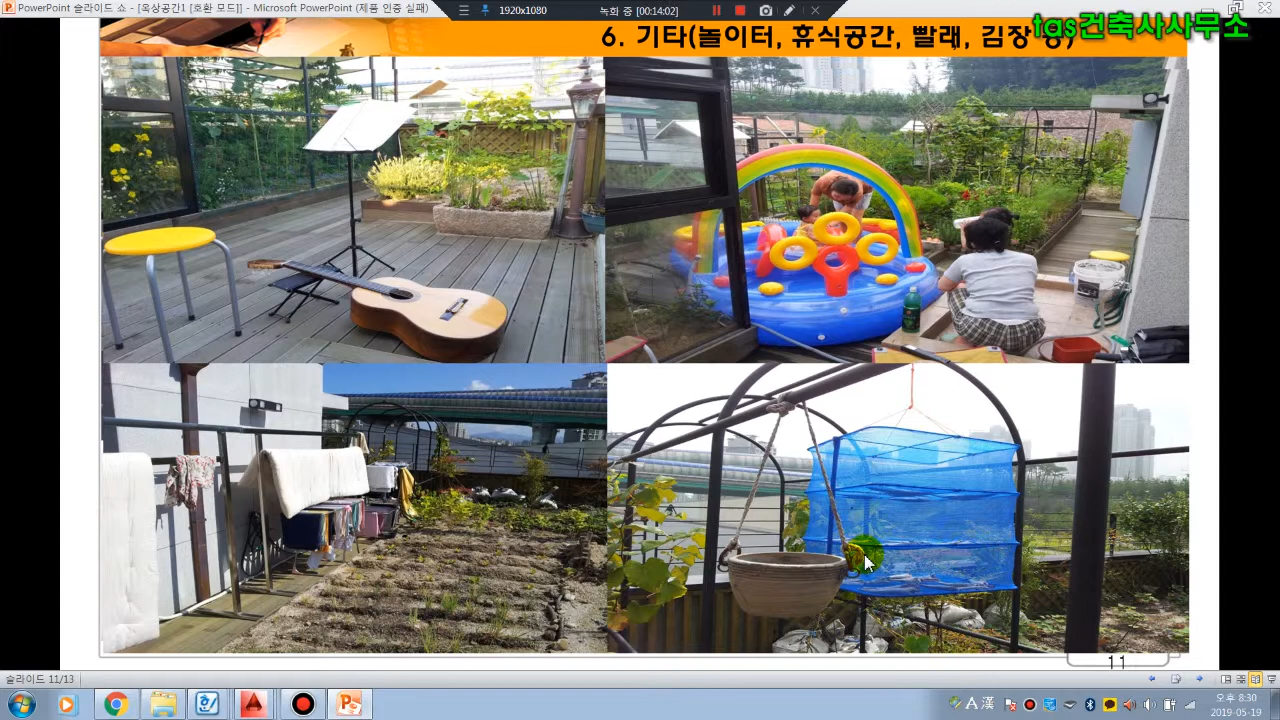 PowerPoint 슬라이드 쇼 - [옥상공간1 [호환 모드]] - Microsoft PowerPoint (제품 인증 실패)
1920x1080
녹화 중 [00:14:02]
tas건축사사무소
6. 기타(놀이터, 휴식공간, 빨래, 김장 등)
11
슬라이드 11/13
A 漢
오후 8:30
2019-05-19